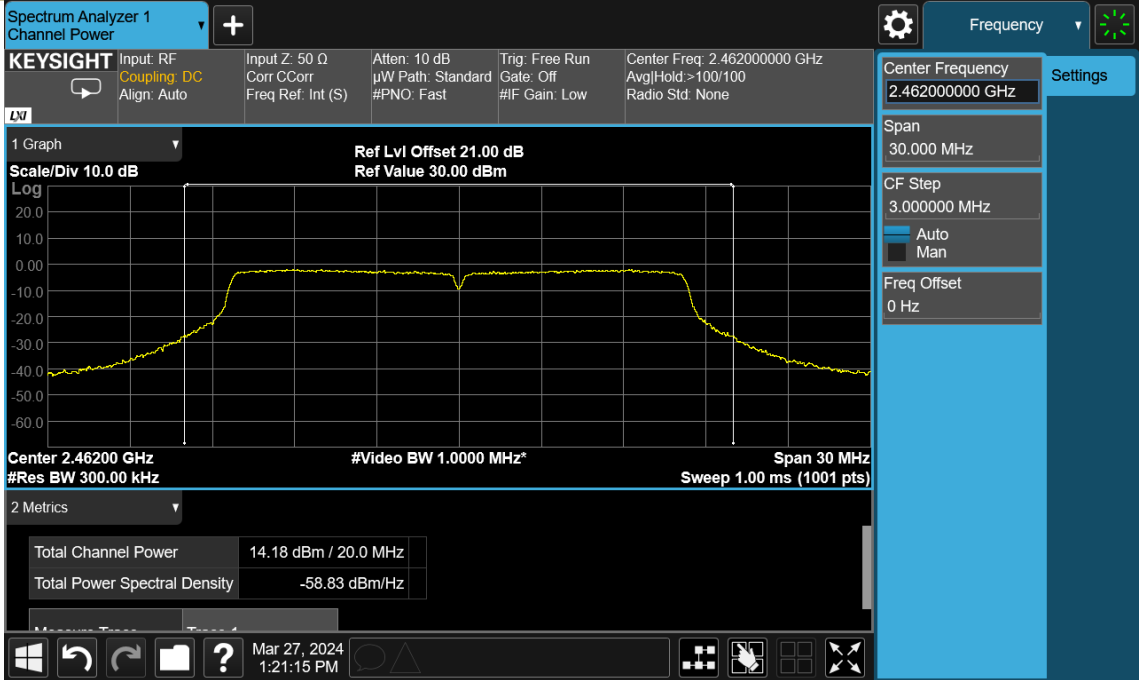 Spectrum Analyzer 1
Channel Power
Frequency
KEYSIGHT
LXI
Input: RF
Coupling: DC
Align: Auto
Input Z: 50 Ω
Corr CCorr
Freq Ref: Int (S)
Atten: 10 dB
µW Path: Standard
#PNO: Fast
Trig: Free Run
Gate: Off
#IF Gain: Low
Center Freq: 2.462000000 GHz
Avg|Hold:>100/100
Radio Std: None
Center Frequency
2.462000000 GHz
Settings
Span
30.000 MHz
CF Step
3.000000 MHz
Auto
Man
Freq Offset
0 Hz
1 Graph
Scale/Div 10.0 dB
Ref Lvl Offset 21.00 dB
Ref Value 30.00 dBm
Log
20.0
10.0
0.00
-10.0
-20.0
-30.0
-40.0
-50.0
-60.0
Center 2.46200 GHz
#Video BW 1.0000 MHz*
Span 30 MHz
#Res BW 300.00 kHz
Sweep 1.00 ms (1001 pts)
2 Metrics
Total Channel Power 14.18 dBm / 20.0 MHz
Total Power Spectral Density -58.83 dBm/Hz
Measure Trace Trace 1
?
Mar 27, 2024
1:21:15 PM